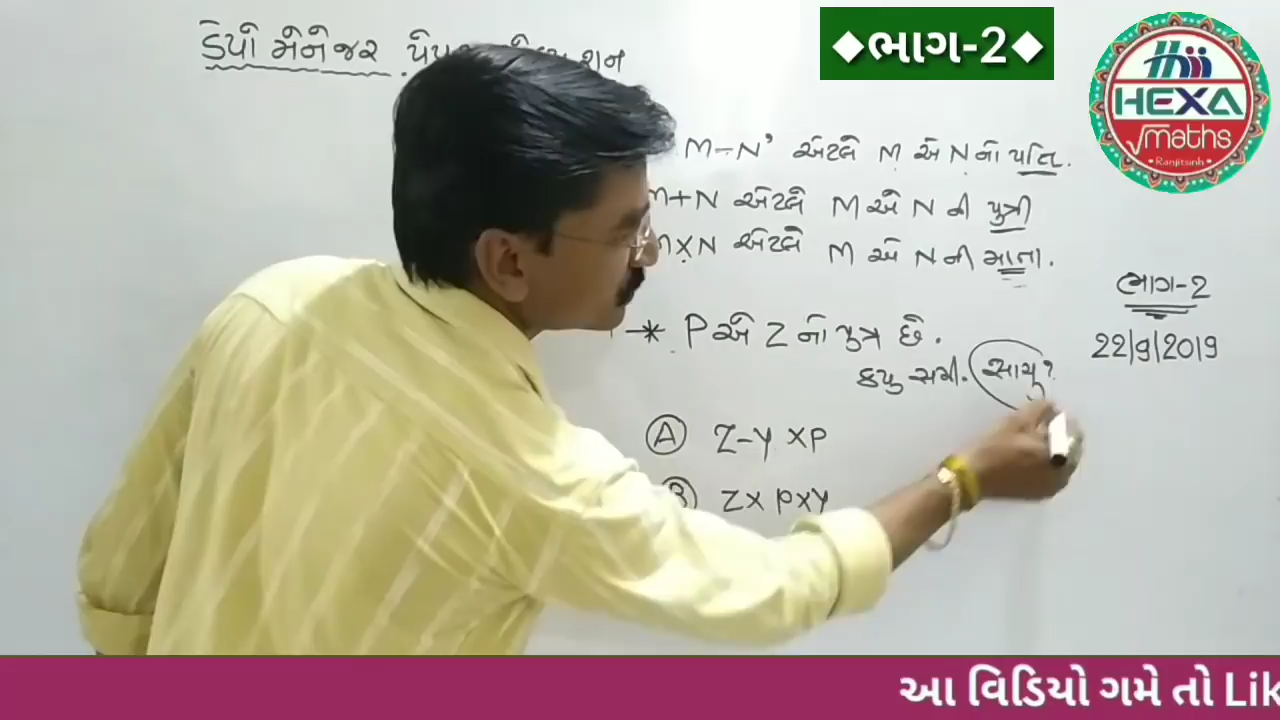 ડેપો મેનેજર
◆ભાગ-2◆
HEXA
maths
Ranjitsinh
M-N' એટલે M એ N નો પતિ.
M+N એટલે M એ N ની પુત્રી
M×N એટલે M એ N ની માતા.
ભાગ-2
22/9/2019
* P એ Z નો પુત્ર છે.
કયુ સમી. સાચુ?
A Z-Y×P
B Z×P×Y
આ વિડિયો ગમે તો Lik